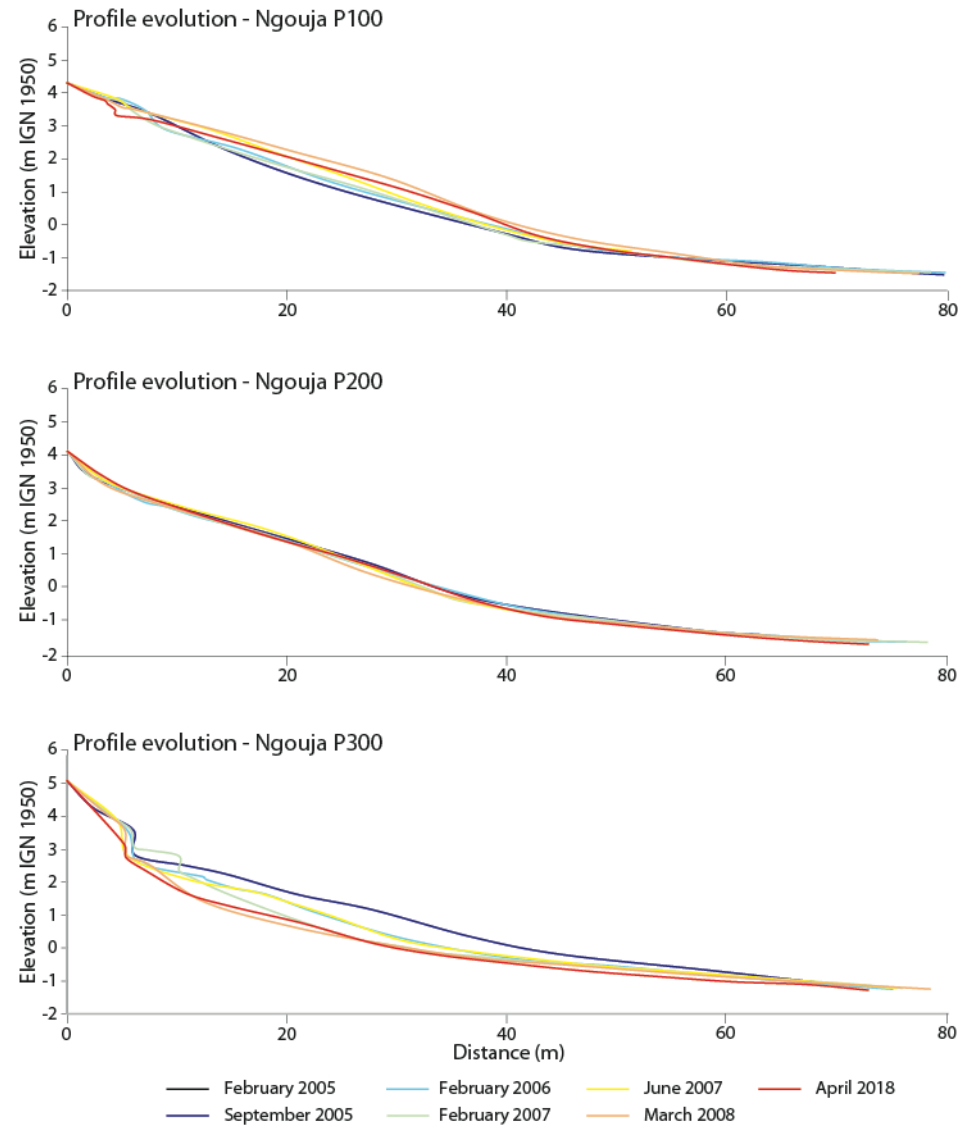 Profile evolution - Ngouja P100
Elevation (m IGN 1950)
6
5
4
3
2
1
0
-1
-2
0 20 40 60 80
Profile evolution - Ngouja P200
Elevation (m IGN 1950)
6
5
4
3
2
1
0
-1
-2
0 20 40 60 80
Profile evolution - Ngouja P300
Elevation (m IGN 1950)
6
5
4
3
2
1
0
-1
-2
0 20 40 60 80
Distance (m)
February 2005 February 2006 June 2007 April 2018
September 2005 February 2007 March 2008